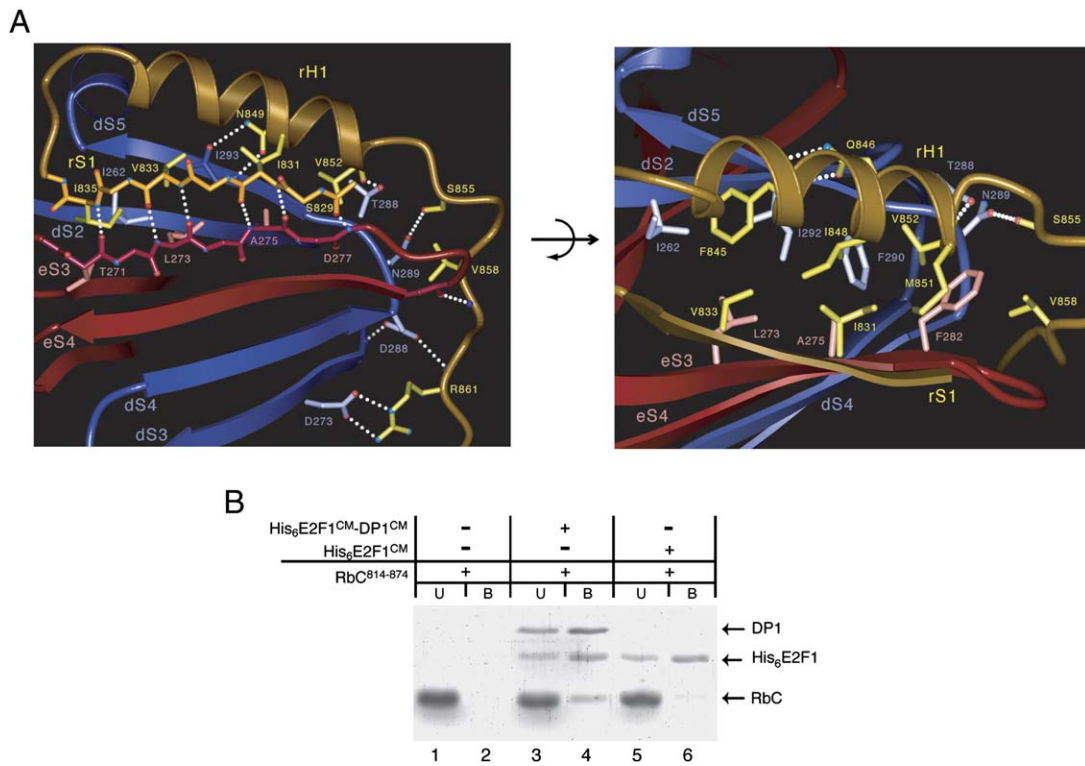 A
rH1
dS5
N849
rS1
I262
V833
I293
I831
V852
I835
S829
T288
S855
dS2
A275
L273
D277
eS3
T271
N289
V858
eS4
D288
R861
dS4
dS3
D273
dS5
Q846
rH1
dS2
T288
N289
S855
I262
F845
I292
I848
V852
F290
M851
V858
V833
L273
A275
I831
F282
eS3
rS1
eS4
dS4
B
His6E2F1CM-DP1CM - + -
His6E2F1CM - - +
RbC814-874 + + +
U B U B U B
DP1
His6E2F1
RbC
1 2 3 4 5 6